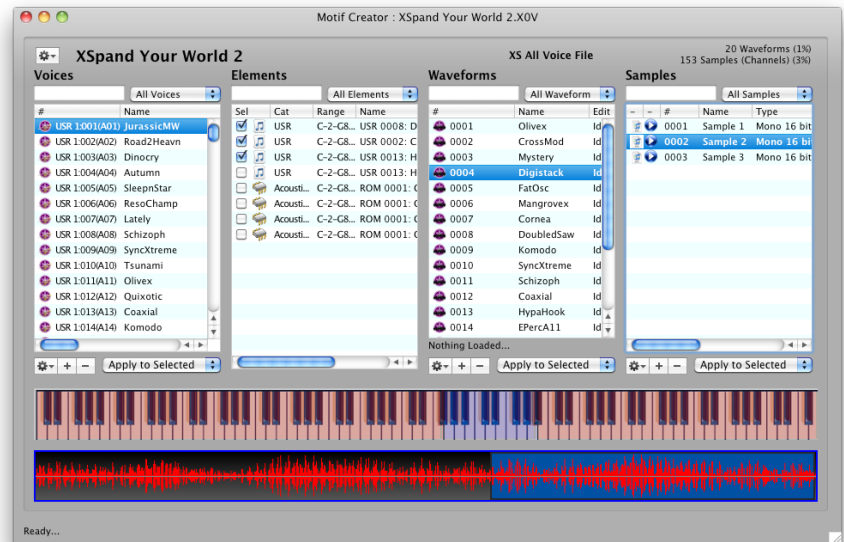 Motif Creator : XSpand Your World 2.X0V
XSpand Your World 2
XS All Voice File
20 Waveforms (1%)
153 Samples (Channels) (3%)
Voices
All Voices
# Name
USR 1:001(A01) JurassicMW
USR 1:002(A02) Road2Heavn
USR 1:003(A03) Dinocry
USR 1:004(A04) Autumn
USR 1:005(A05) SleepnStar
USR 1:006(A06) ResoChamp
USR 1:007(A07) Lately
USR 1:008(A08) Schizoph
USR 1:009(A09) SyncXtreme
USR 1:010(A10) Tsunami
USR 1:011(A11) Olivex
USR 1:012(A12) Quixotic
USR 1:013(A13) Coaxial
USR 1:014(A14) Komodo
+ − Apply to Selected
Elements
All Elements
Sel Cat Range Name
USR C-2-G8... USR 0008: D
USR C-2-G8... USR 0002: C
USR C-2-G8... USR 0013: H
USR C-2-G8... USR 0013: H
Acousti... C-2-G8... ROM 0001: C
Acousti... C-2-G8... ROM 0001: C
Acousti... C-2-G8... ROM 0001: C
Acousti... C-2-G8... ROM 0001: C
Waveforms
All Waveform
# Name Edit
0001 Olivex Id
0002 CrossMod Id
0003 Mystery Id
0004 Digistack Id
0005 FatOsc Id
0006 Mangrovex Id
0007 Cornea Id
0008 DoubledSaw Id
0009 Komodo Id
0010 SyncXtreme Id
0011 Schizoph Id
0012 Coaxial Id
0013 HypaHook Id
0014 EPercA11 Id
Nothing Loaded...
+ − Apply to Selected
Samples
All Samples
– – # Name Type
0001 Sample 1 Mono 16 bit
0002 Sample 2 Mono 16 bi
0003 Sample 3 Mono 16 bit
+ − Apply to Selected
Ready...